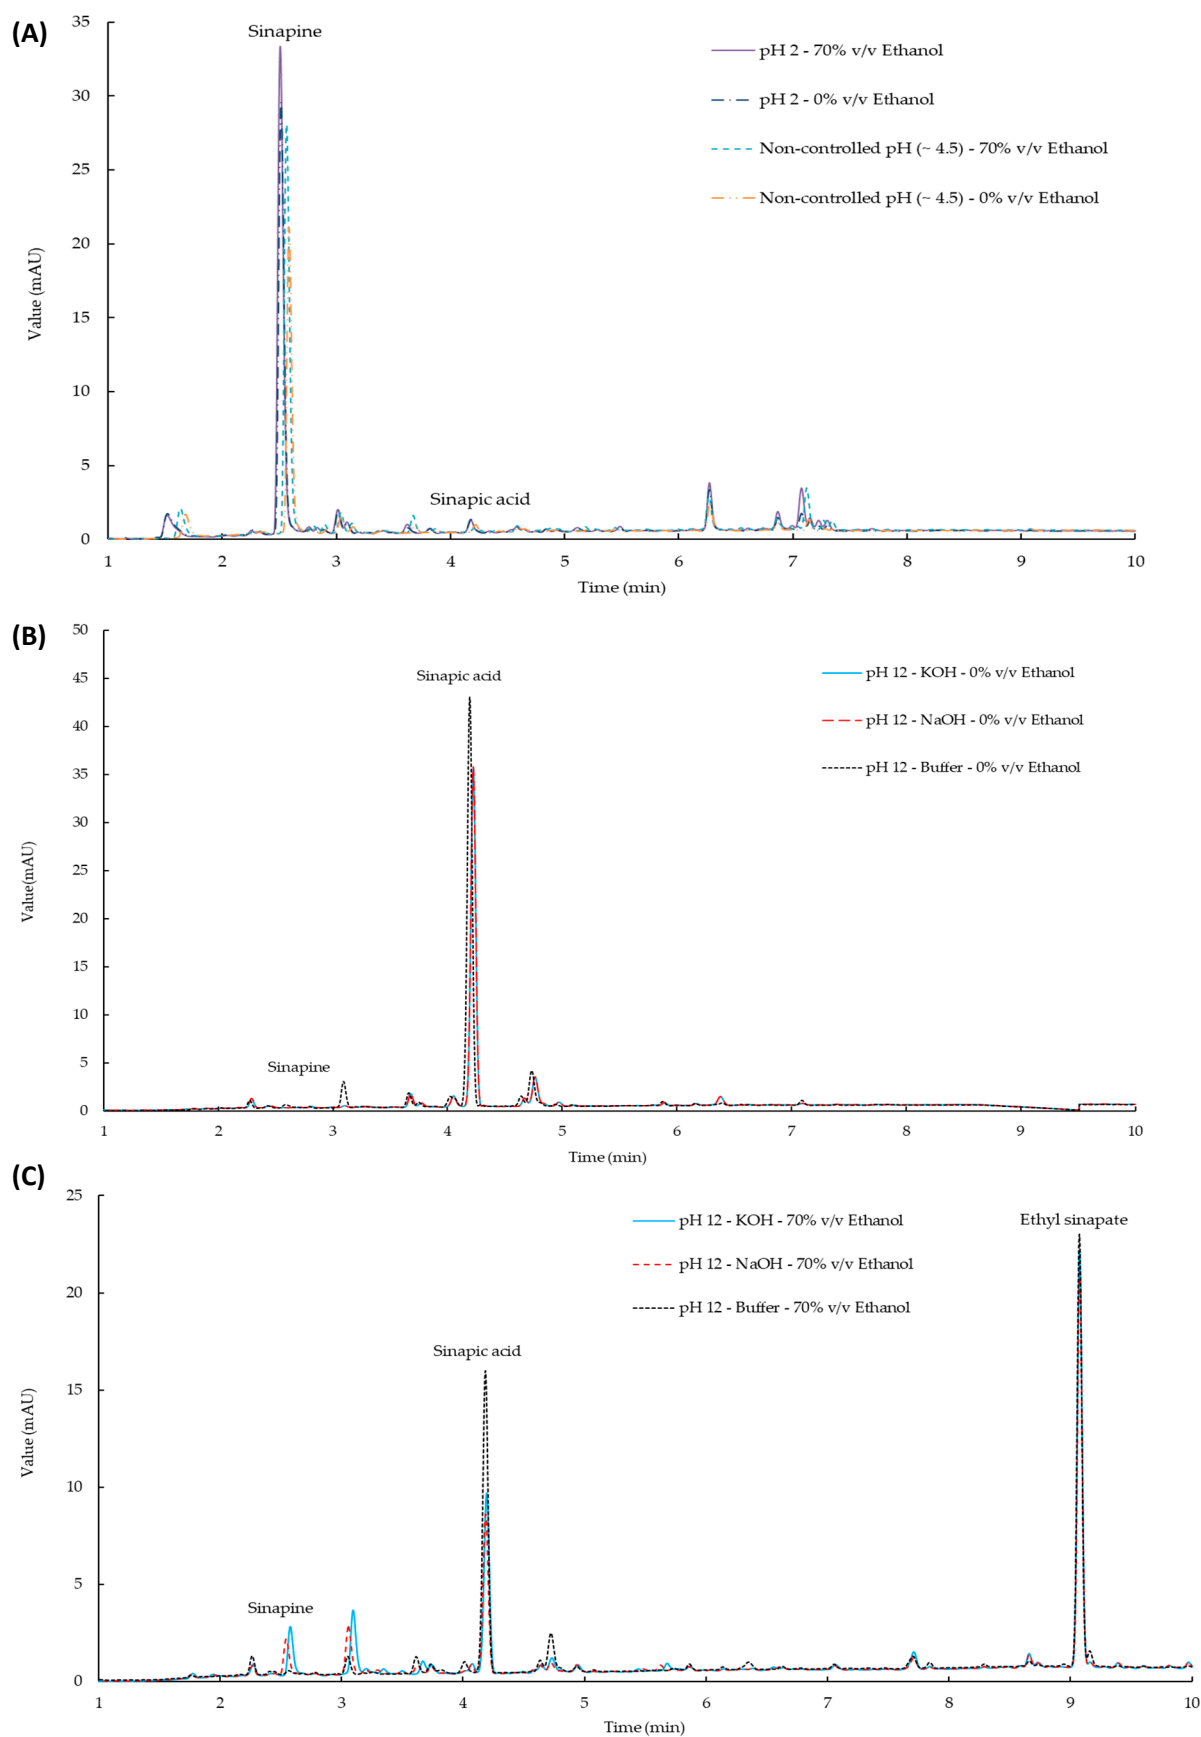 (A)
Sinapine
pH 2 - 70% v/v Ethanol
pH 2 - 0% v/v Ethanol
Non-controlled pH (~ 4.5) - 70% v/v Ethanol
Non-controlled pH (~ 4.5) - 0% v/v Ethanol
Sinapic acid
Value (mAU)
35
30
25
20
15
10
5
0
1 2 3 4 5 6 7 8 9 10
Time (min)
(B)
Sinapic acid
pH 12 - KOH - 0% v/v Ethanol
pH 12 - NaOH - 0% v/v Ethanol
pH 12 - Buffer - 0% v/v Ethanol
Sinapine
Value(mAU)
50
45
40
35
30
25
20
15
10
5
0
1 2 3 4 5 6 7 8 9 10
Time (min)
(C)
pH 12 - KOH - 70% v/v Ethanol
pH 12 - NaOH - 70% v/v Ethanol
pH 12 - Buffer - 70% v/v Ethanol
Ethyl sinapate
Sinapic acid
Sinapine
Value (mAU)
25
20
15
10
5
0
1 2 3 4 5 6 7 8 9 10
Time (min)